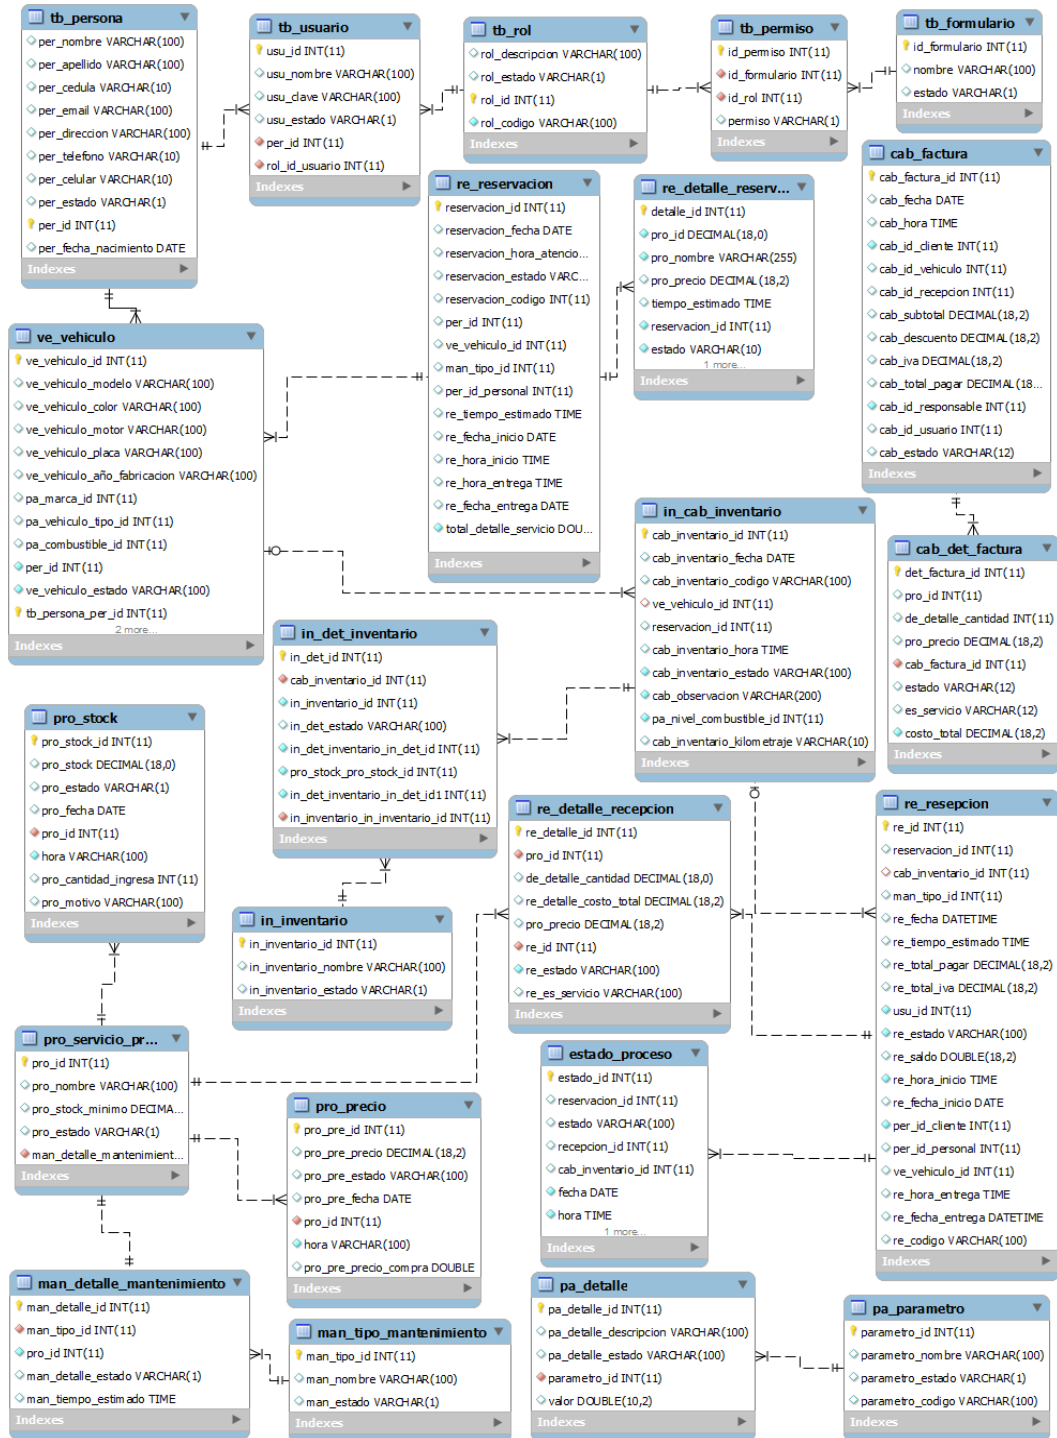 tb_persona
per_nombre VARCHAR(100)
per_apellido VARCHAR(100)
per_cedula VARCHAR(10)
per_email VARCHAR(100)
per_direccion VARCHAR(100)
per_telefono VARCHAR(10)
per_celular VARCHAR(10)
per_estado VARCHAR(1)
per_id INT(11)
per_fecha_nacimiento DATE
Indexes
tb_usuario
usu_id INT(11)
usu_nombre VARCHAR(100)
usu_clave VARCHAR(100)
usu_estado VARCHAR(1)
per_id INT(11)
rol_id_usuario INT(11)
Indexes
tb_rol
rol_descripcion VARCHAR(100)
rol_estado VARCHAR(1)
rol_id INT(11)
rol_codigo VARCHAR(100)
Indexes
tb_permiso
id_permiso INT(11)
id_formulario INT(11)
id_rol INT(11)
permiso VARCHAR(1)
Indexes
tb_formulario
id_formulario INT(11)
nombre VARCHAR(100)
estado VARCHAR(1)
Indexes
cab_factura
cab_factura_id INT(11)
cab_fecha DATE
cab_hora TIME
cab_id_cliente INT(11)
cab_id_vehiculo INT(11)
cab_id_recepcion INT(11)
cab_subtotal DECIMAL(18,2)
cab_descuento DECIMAL(18,2)
cab_iva DECIMAL(18,2)
cab_total_pagar DECIMAL(18...
cab_id_responsable INT(11)
cab_id_usuario INT(11)
cab_estado VARCHAR(12)
Indexes
re_reservacion
reservacion_id INT(11)
reservacion_fecha DATE
reservacion_hora_atencio...
reservacion_estado VARC...
reservacion_codigo INT(11)
per_id INT(11)
ve_vehiculo_id INT(11)
man_tipo_id INT(11)
per_id_personal INT(11)
re_tiempo_estimado TIME
re_fecha_inicio DATE
re_hora_inicio TIME
re_hora_entrega TIME
re_fecha_entrega DATE
total_detalle_servicio DOU...
Indexes
re_detalle_reserv...
detalle_id INT(11)
pro_id DECIMAL(18,0)
pro_nombre VARCHAR(255)
pro_precio DECIMAL(18,2)
tiempo_estimado TIME
reservacion_id INT(11)
estado VARCHAR(10)
1 more...
Indexes
ve_vehiculo
ve_vehiculo_id INT(11)
ve_vehiculo_modelo VARCHAR(100)
ve_vehiculo_color VARCHAR(100)
ve_vehiculo_motor VARCHAR(100)
ve_vehiculo_placa VARCHAR(100)
ve_vehiculo_año_fabricacion VARCHAR(100)
pa_marca_id INT(11)
pa_vehiculo_tipo_id INT(11)
pa_combustible_id INT(11)
per_id INT(11)
ve_vehiculo_estado VARCHAR(100)
tb_persona_per_id INT(11)
2 more...
Indexes
in_cab_inventario
cab_inventario_id INT(11)
cab_inventario_fecha DATE
cab_inventario_codigo VARCHAR(100)
ve_vehiculo_id INT(11)
reservacion_id INT(11)
cab_inventario_hora TIME
cab_inventario_estado VARCHAR(100)
cab_observacion VARCHAR(200)
pa_nivel_combustible_id INT(11)
cab_inventario_kilometraje VARCHAR(10)
cab_det_factura
det_factura_id INT(11)
pro_id INT(11)
de_detalle_cantidad INT(11)
pro_precio DECIMAL(18,2)
cab_factura_id INT(11)
estado VARCHAR(12)
es_servicio VARCHAR(12)
costo_total DECIMAL(18,2)
Indexes
in_det_inventario
in_det_id INT(11)
cab_inventario_id INT(11)
in_inventario_id INT(11)
in_det_estado VARCHAR(100)
in_det_inventario_in_det_id INT(11)
pro_stock_pro_stock_id INT(11)
in_det_inventario_in_det_id1 INT(11)
in_inventario_in_inventario_id INT(11)
Indexes
pro_stock
pro_stock_id INT(11)
pro_stock DECIMAL(18,0)
pro_estado VARCHAR(1)
pro_fecha DATE
pro_id INT(11)
hora VARCHAR(100)
pro_cantidad_ingresa INT(11)
pro_motivo VARCHAR(100)
Indexes
re_detalle_recepcion
re_detalle_id INT(11)
pro_id INT(11)
de_detalle_cantidad DECIMAL(18,0)
re_detalle_costo_total DECIMAL(18,2)
pro_precio DECIMAL(18,2)
re_id INT(11)
re_estado VARCHAR(100)
re_es_servicio VARCHAR(100)
Indexes
re_resepcion
re_id INT(11)
reservacion_id INT(11)
cab_inventario_id INT(11)
man_tipo_id INT(11)
re_fecha DATETIME
re_tiempo_estimado TIME
re_total_pagar DECIMAL(18,2)
re_total_iva DECIMAL(18,2)
usu_id INT(11)
re_estado VARCHAR(100)
re_saldo DOUBLE(18,2)
re_hora_inicio TIME
re_fecha_inicio DATE
per_id_cliente INT(11)
per_id_personal INT(11)
ve_vehiculo_id INT(11)
re_hora_entrega TIME
re_fecha_entrega DATETIME
re_codigo VARCHAR(100)
Indexes
in_inventario
in_inventario_id INT(11)
in_inventario_nombre VARCHAR(100)
in_inventario_estado VARCHAR(1)
Indexes
pro_servicio_pr...
pro_id INT(11)
pro_nombre VARCHAR(100)
pro_stock_minimo DECIMA...
pro_estado VARCHAR(1)
man_detalle_mantenimient...
Indexes
estado_proceso
estado_id INT(11)
reservacion_id INT(11)
estado VARCHAR(100)
recepcion_id INT(11)
cab_inventario_id INT(11)
fecha DATE
hora TIME
1 more...
Indexes
pro_precio
pro_pre_id INT(11)
pro_pre_precio DECIMAL(18,2)
pro_pre_estado VARCHAR(100)
pro_pre_fecha DATE
pro_id INT(11)
hora VARCHAR(100)
pro_pre_precio_compra DOUBLE
Indexes
man_detalle_mantenimiento
man_detalle_id INT(11)
man_tipo_id INT(11)
pro_id INT(11)
man_detalle_estado VARCHAR(1)
man_tiempo_estimado TIME
Indexes
man_tipo_mantenimiento
man_tipo_id INT(11)
man_nombre VARCHAR(100)
man_estado VARCHAR(1)
Indexes
pa_detalle
pa_detalle_id INT(11)
pa_detalle_descripcion VARCHAR(100)
pa_detalle_estado VARCHAR(100)
parametro_id INT(11)
valor DOUBLE(10,2)
Indexes
pa_parametro
parametro_id INT(11)
parametro_nombre VARCHAR(100)
parametro_estado VARCHAR(1)
parametro_codigo VARCHAR(100)
Indexes